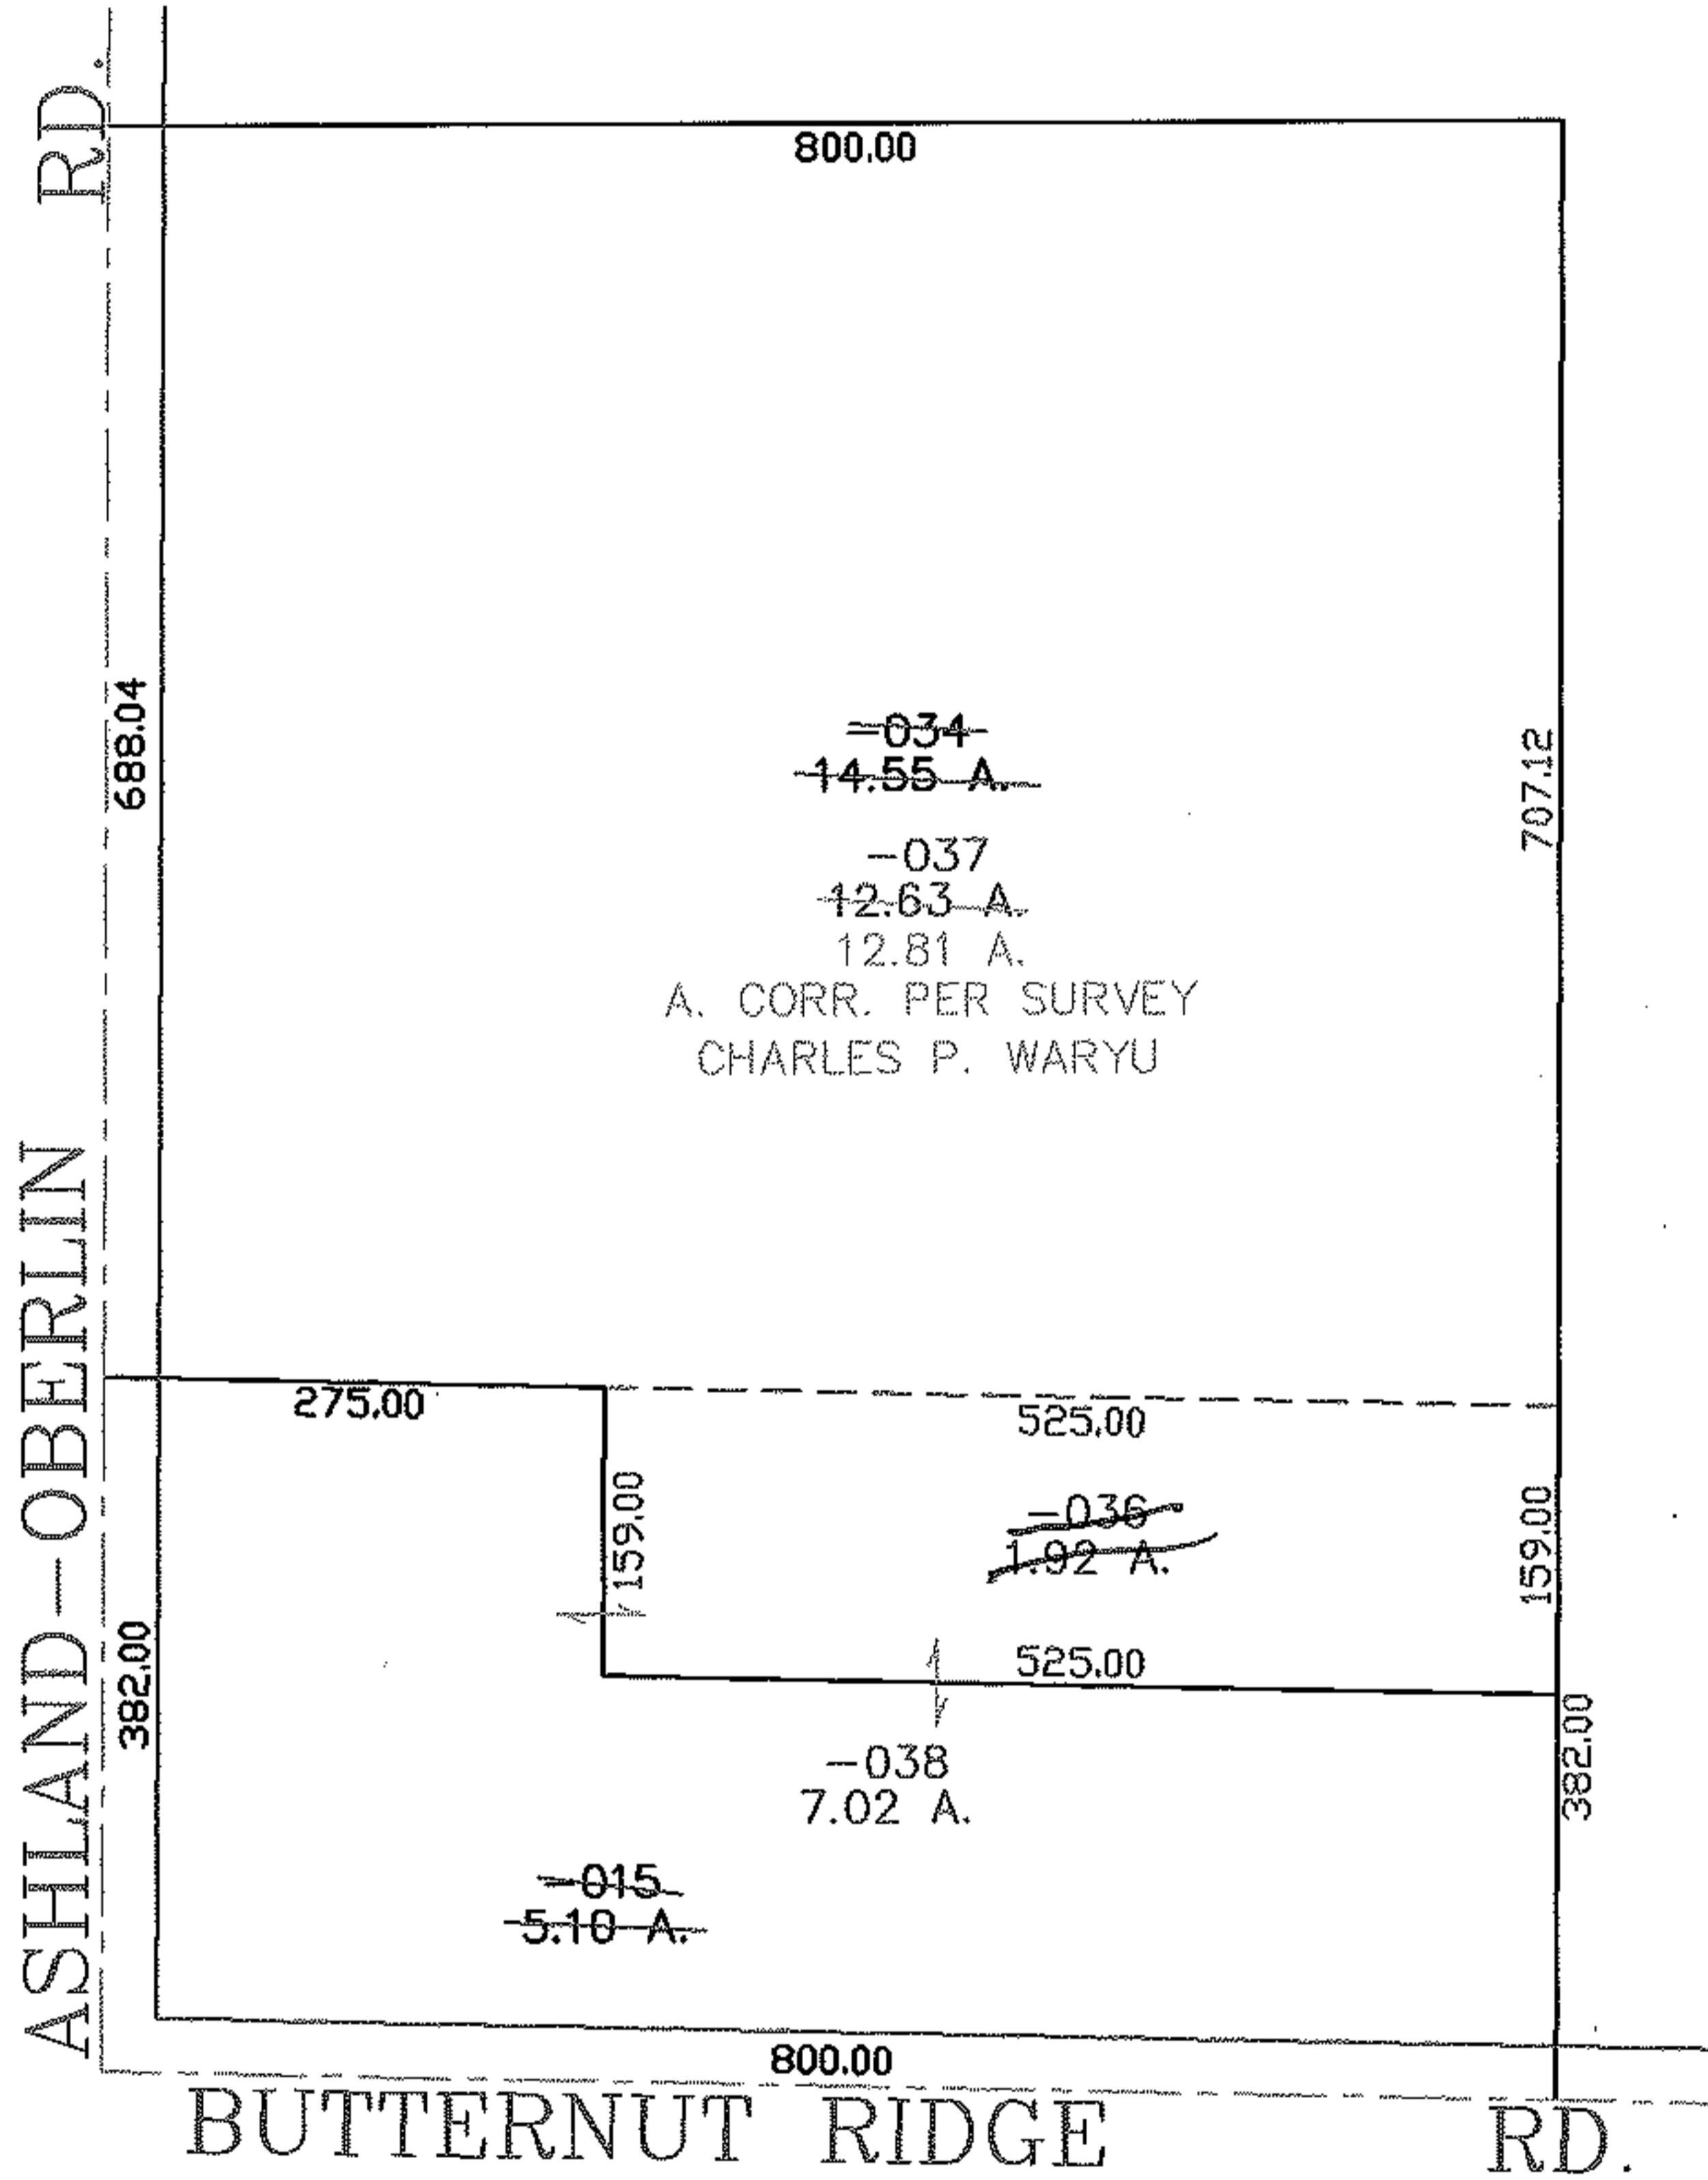 RD.
800.00
688.04
-034
14.55 A.
707.12
-037
12.63 A.
12.81 A.
A. CORR. PER SURVEY
CHARLES P. WARYU
ASHLAND-OBERLIN
275.00
525.00
159.00
-036
1.92 A.
159.00
525.00
382.00
382.00
-038
7.02 A.
-015
5.10 A.
800.00
BUTTERNUT RIDGE RD.